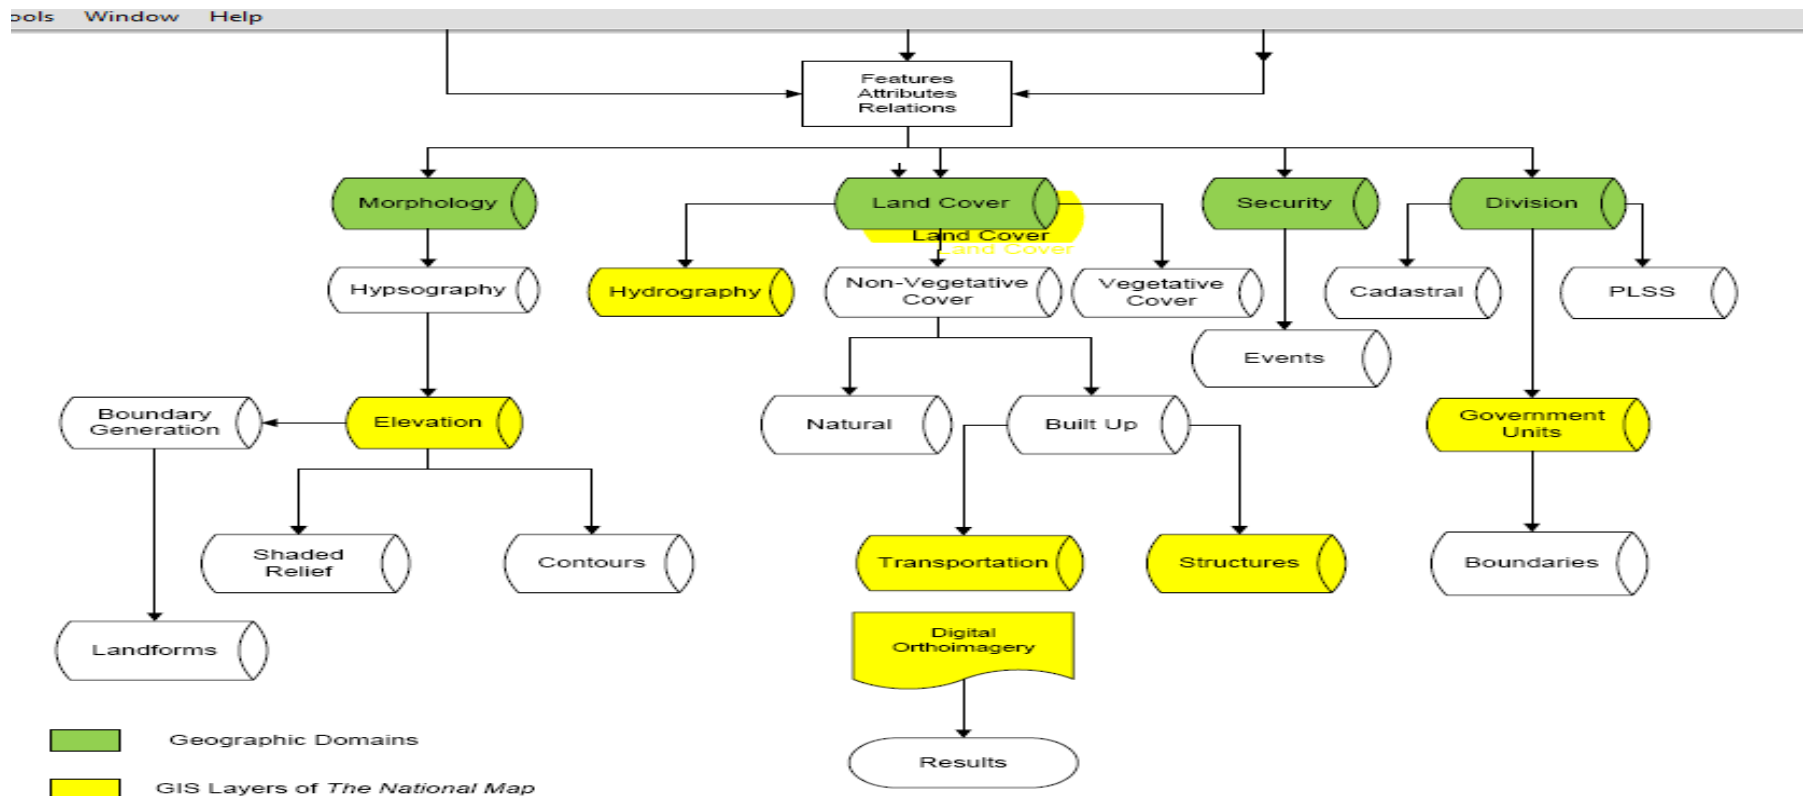 ools Window Help
Features
Attributes
Relations
Morphology
Land Cover
Security
Division
Land Cover
Land Cover
Hypsography
Hydrography
Non-Vegetative
Cover
Vegetative
Cover
Cadastral
PLSS
Events
Boundary
Generation
Elevation
Natural
Built Up
Government
Units
Shaded
Relief
Contours
Transportation
Structures
Boundaries
Landforms
Digital
Orthoimagery
Results
Geographic Domains
GIS Layers of The National Map